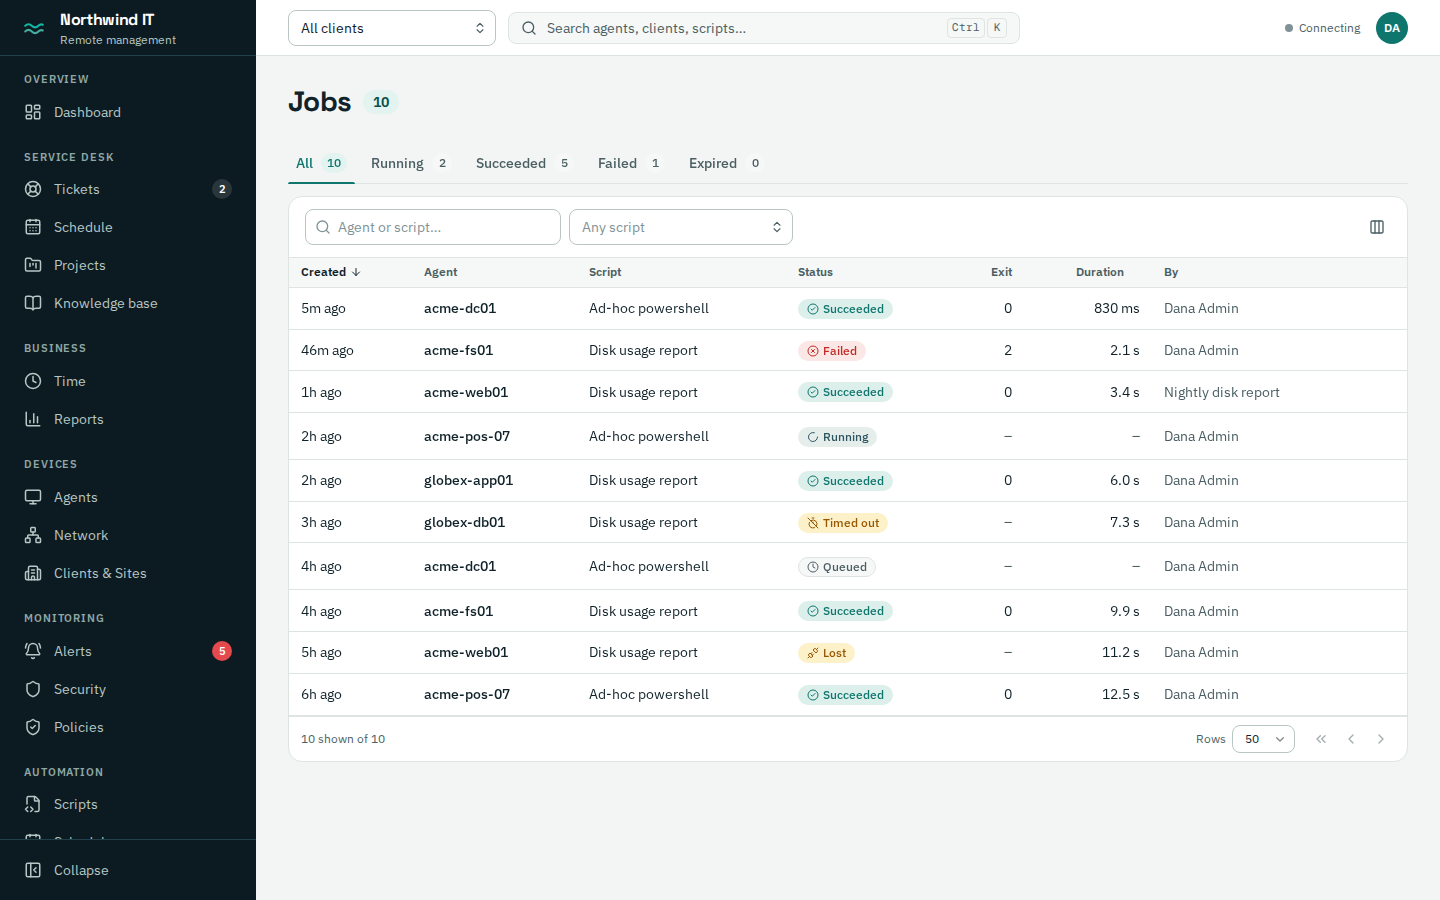 Northwind IT
Remote management
OVERVIEW
Dashboard
SERVICE DESK
Tickets 2
Schedule
Projects
Knowledge base
BUSINESS
Time
Reports
DEVICES
Agents
Network
Clients & Sites
MONITORING
Alerts 5
Security
Policies
AUTOMATION
Scripts
Collapse
All clients
Search agents, clients, scripts... Ctrl K
Connecting DA
Jobs 10
All 10 Running 2 Succeeded 5 Failed 1 Expired 0
Agent or script... Any script
Created Agent Script Status Exit Duration By
5m ago acme-dc01 Ad-hoc powershell Succeeded 0 830 ms Dana Admin
46m ago acme-fs01 Disk usage report Failed 2 2.1 s Dana Admin
1h ago acme-web01 Disk usage report Succeeded 0 3.4 s Nightly disk report
2h ago acme-pos-07 Ad-hoc powershell Running – – Dana Admin
2h ago globex-app01 Disk usage report Succeeded 0 6.0 s Dana Admin
3h ago globex-db01 Disk usage report Timed out – 7.3 s Dana Admin
4h ago acme-dc01 Ad-hoc powershell Queued – – Dana Admin
4h ago acme-fs01 Disk usage report Succeeded 0 9.9 s Dana Admin
5h ago acme-web01 Disk usage report Lost – 11.2 s Dana Admin
6h ago acme-pos-07 Ad-hoc powershell Succeeded 0 12.5 s Dana Admin
10 shown of 10 Rows 50